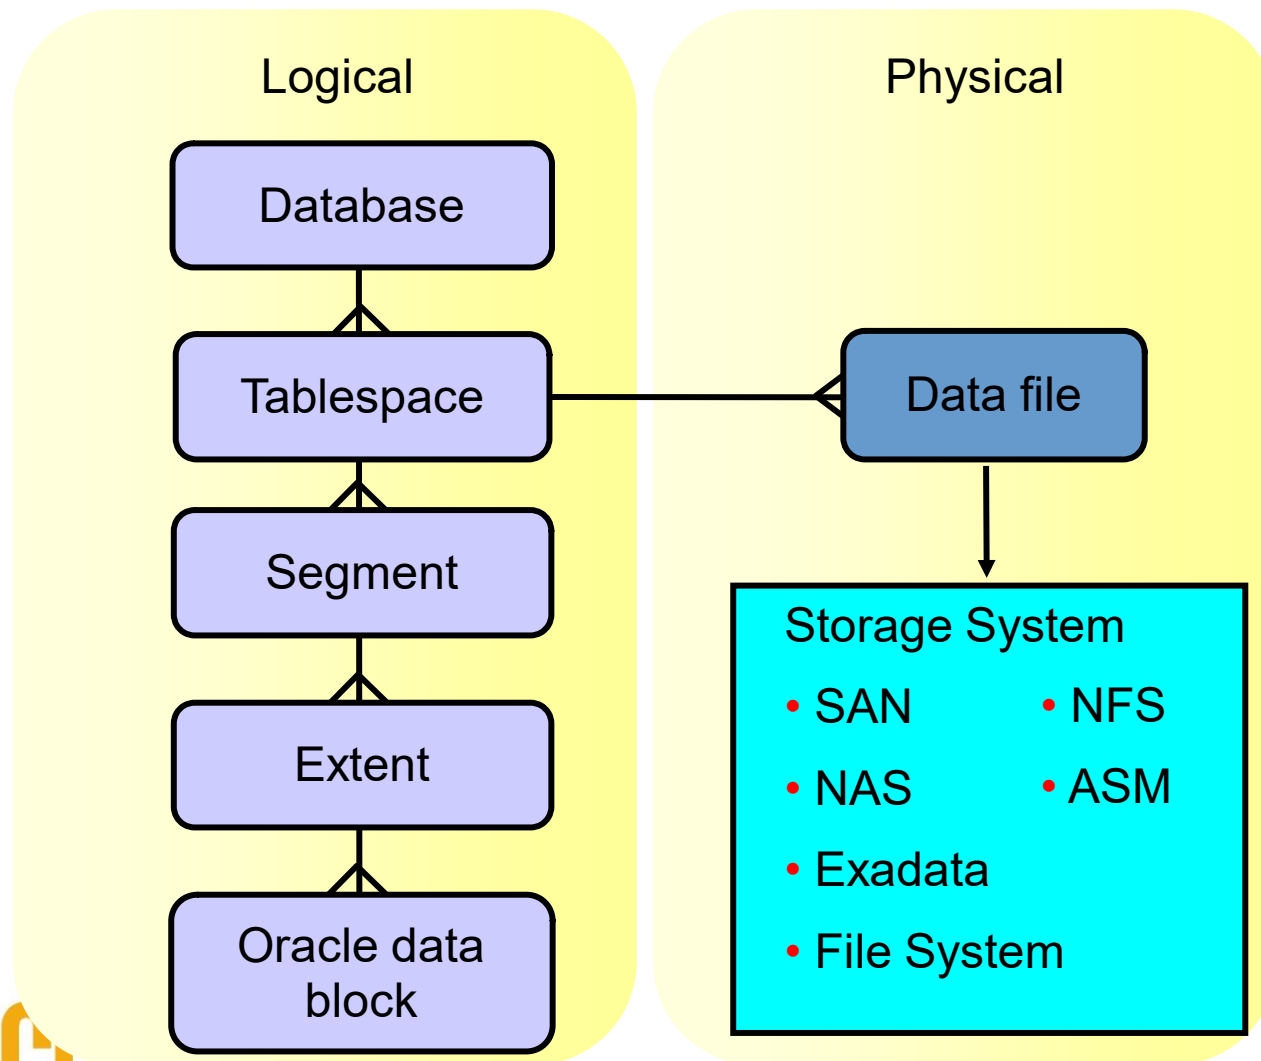 Logical
Database
Tablespace
Segment
Extent
Oracle data
block
Physical
Data file
Storage System
• SAN
• NFS
• NAS
• ASM
• Exadata
• File System